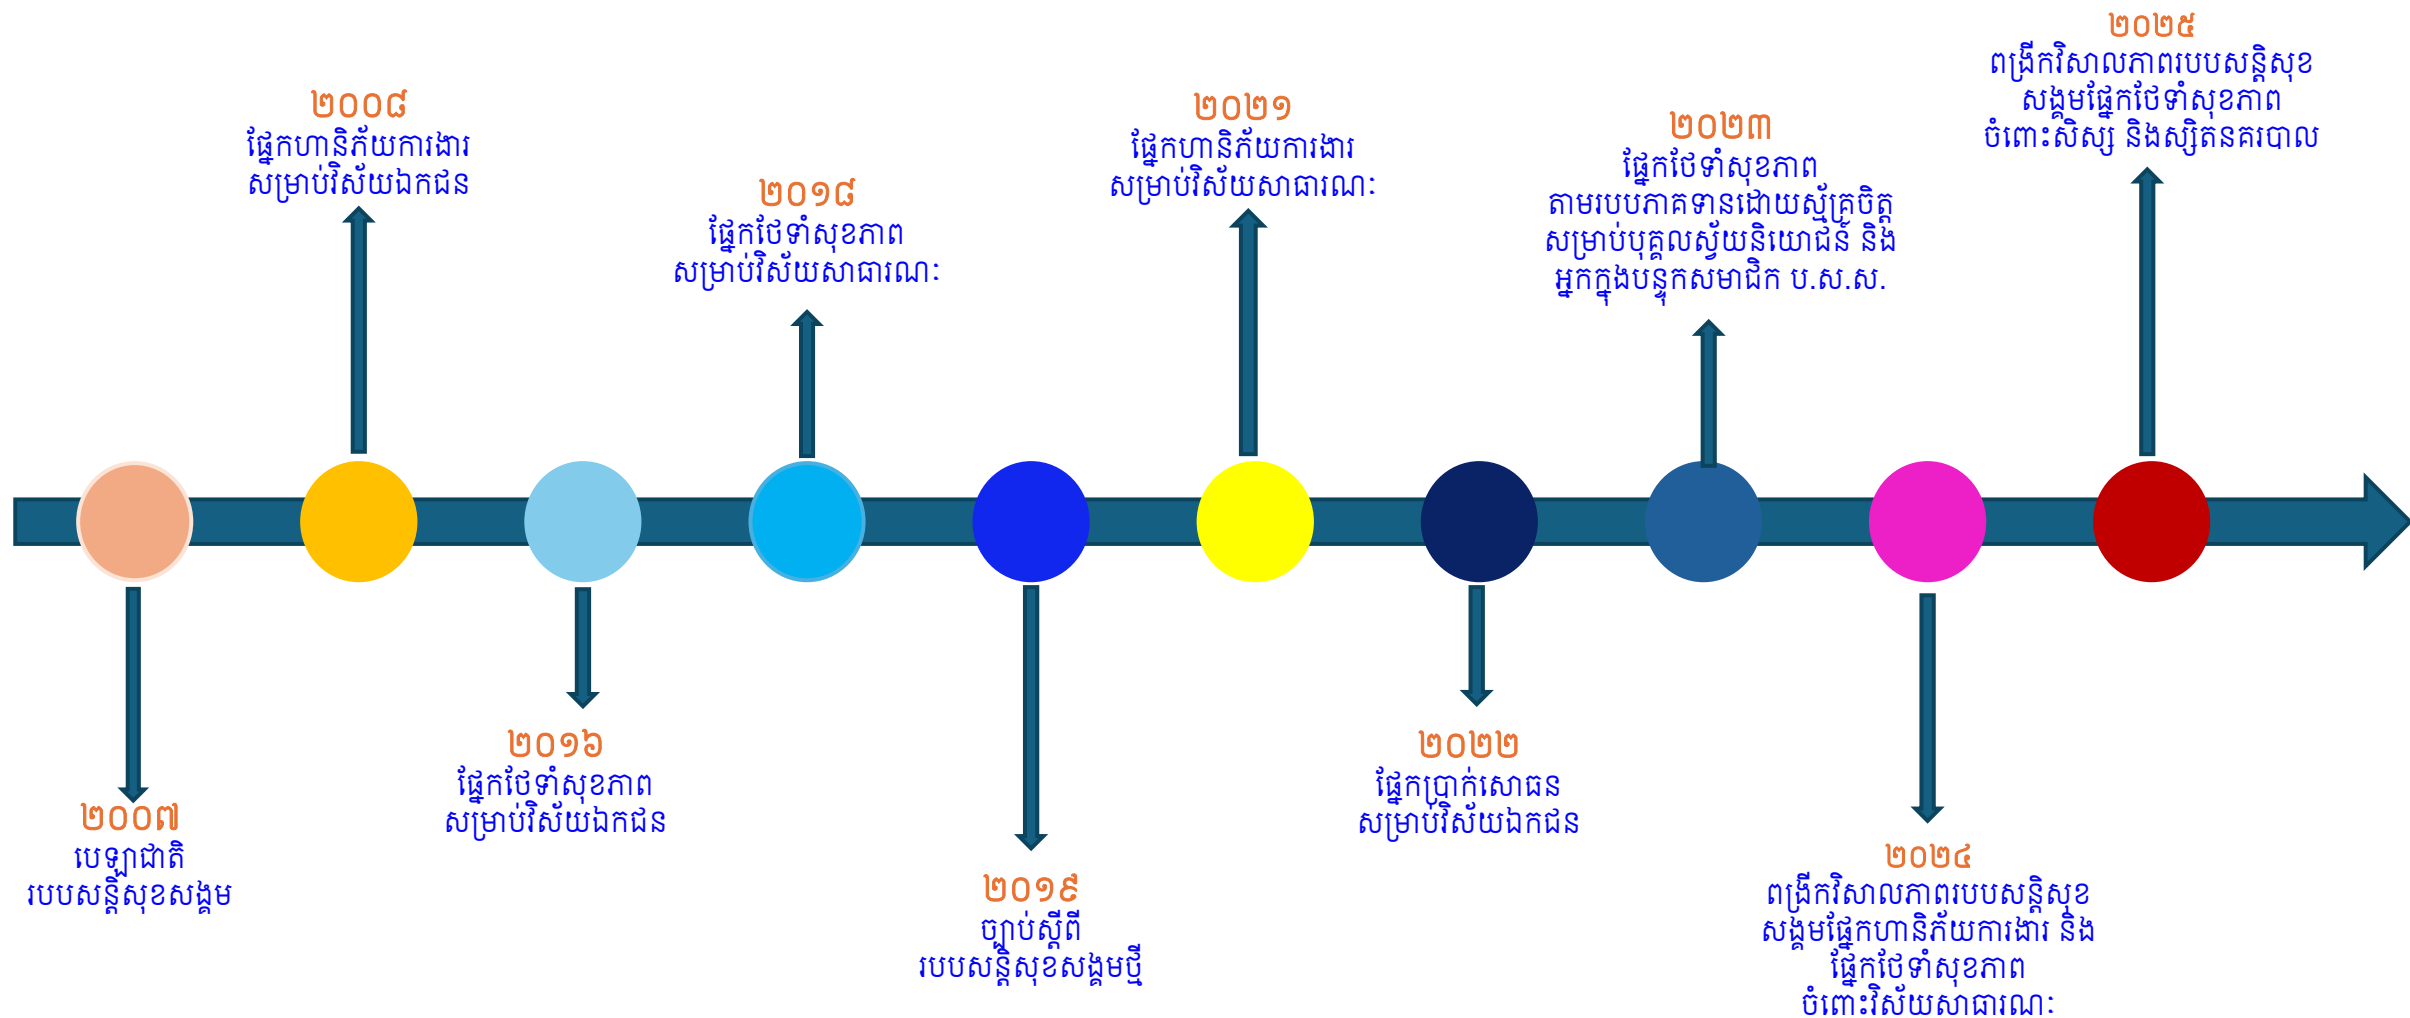 ២០០៧
បេឡាជាតិ
របបសន្តិសុខសង្គម
២០០៨
ផ្នែកហានិភ័យការងារ
សម្រាប់វិស័យឯកជន
២០១៦
ផ្នែកថែទាំសុខភាព
សម្រាប់វិស័យឯកជន
២០១៨
ផ្នែកថែទាំសុខភាព
សម្រាប់វិស័យសាធារណៈ
២០១៩
ច្បាប់ស្តីពី
របបសន្តិសុខសង្គមថ្មី
២០២១
ផ្នែកហានិភ័យការងារ
សម្រាប់វិស័យសាធារណៈ
២០២២
ផ្នែកប្រាក់សោធន
សម្រាប់វិស័យឯកជន
២០២៣
ផ្នែកថែទាំសុខភាព
តាមរបបភាគទានដោយស្ម័គ្រចិត្ត
សម្រាប់បុគ្គលស្វ័យនិយោជន៍ និង
អ្នកក្នុងបន្ទុកសមាជិក ប.ស.ស.
២០២៤
ពង្រីកវិសាលភាពរបបសន្តិសុខ
សង្គមផ្នែកហានិភ័យការងារ និង
ផ្នែកថែទាំសុខភាព
ចំពោះវិស័យសាធារណៈ
២០២៥
ពង្រីកវិសាលភាពរបបសន្តិសុខ
សង្គមផ្នែកថែទាំសុខភាព
ចំពោះសិស្ស និងស្សិតនគរបាល